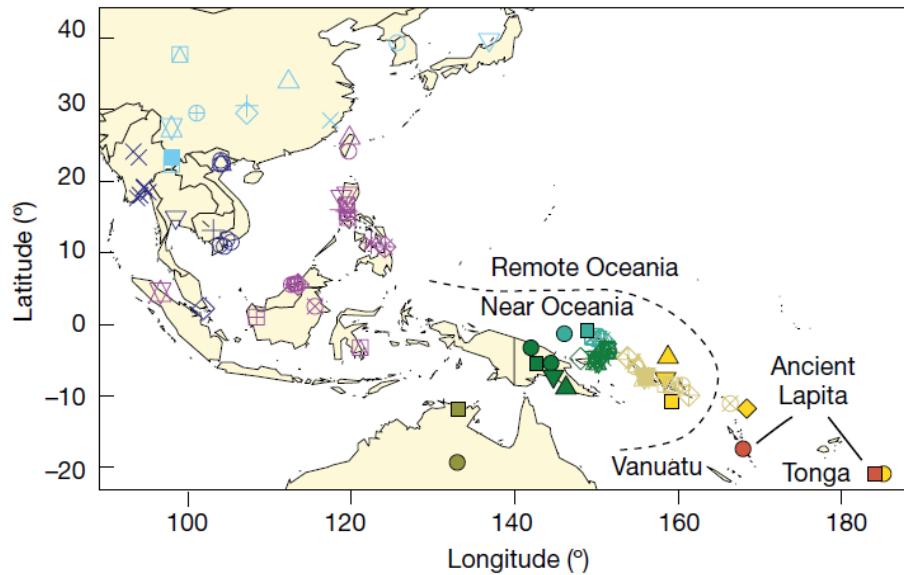 40
30
20
10
0
−10
−20
Latitude (º)
Remote Oceania
Near Oceania
Ancient
Lapita
Vanuatu
Tonga
100
120
140
160
180
Longitude (º)